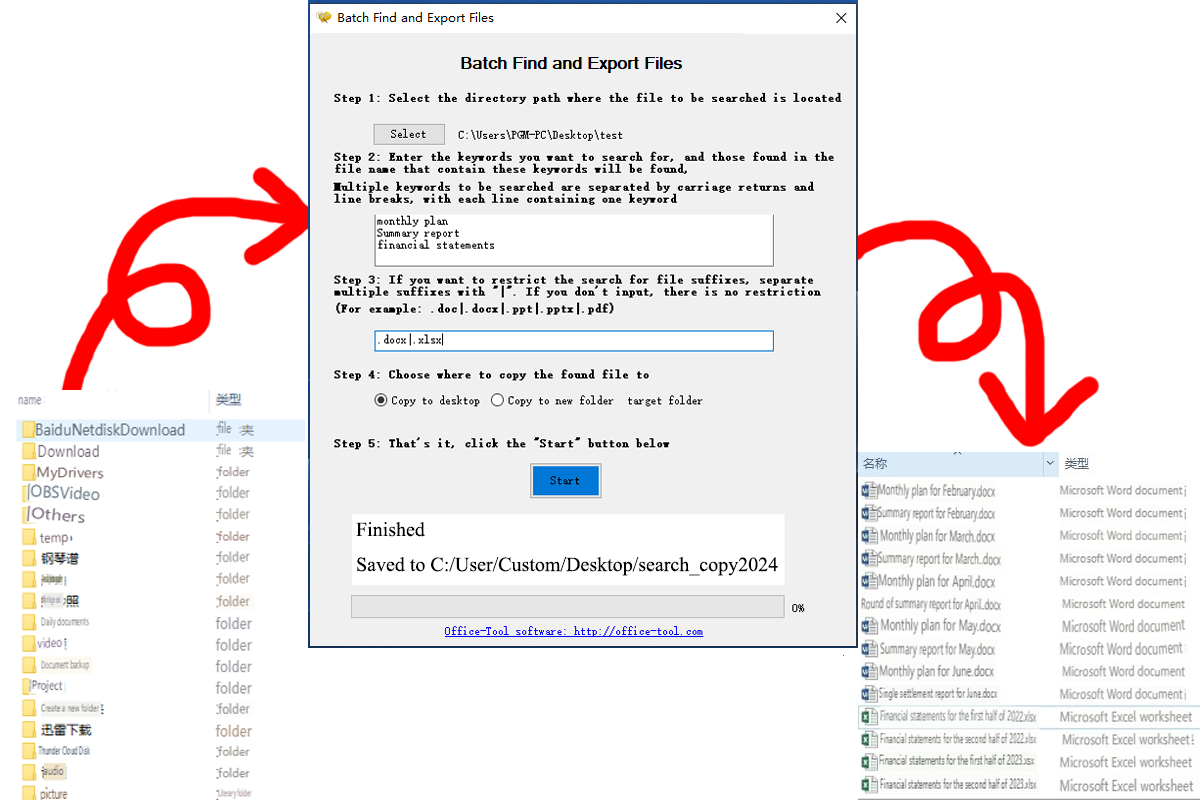 Batch Find and Export Files
Batch Find and Export Files
Step 1: Select the directory path where the file to be searched is located
Select C:\Users\PGM-PC\Desktop\test
Step 2: Enter the keywords you want to search for, and those found in the
file name that contain these keywords will be found,
Multiple keywords to be searched are separated by carriage returns and
line breaks, with each line containing one keyword
monthly plan
Summary report
financial statements
Step 3: If you want to restrict the search for file suffixes, separate
multiple suffixes with "|". If you don't input, there is no restriction
(For example: .doc|.docx|.ppt|.pptx|.pdf)
.docx|.xlsx
Step 4: Choose where to copy the found file to
Copy to desktop Copy to new folder target folder
Step 5: That's it, click the "Start" button below
Start
Finished
Saved to C:/User/Custom/Desktop/search_copy2024
0%
Office-Tool software: http://office-tool.com
name 类型
BaiduNetdiskDownload file 夹
Download file 夹
MyDrivers folder
OBSVideo folder
Others folder
temp folder
钢琴谱 folder
folder
照 folder
Daily documents folder
video folder
Document backup folder
Project folder
Create a new folder folder
迅雷下载 folder
Thunder Cloud Disk folder
audio folder
picture
名称 类型
Monthly plan for February.docx Microsoft Word document
Summary report for February.docx Microsoft Word document
Monthly plan for March.docx Microsoft Word document
Summary report for March..docx Microsoft Word document
Monthly plan for April.docx Microsoft Word document
Round of summary report for April..docx Microsoft Word document
Monthly plan for May.docx Microsoft Word document
Summary report for May.docx Microsoft Word document
Monthly plan for June.docx Microsoft Word document
Single settlement report for June.docx Microsoft Word document
Financial statements for the first half of 2022.xlsx Microsoft Excel worksheet
Financial statements for the second half of 2022.xlsx Microsoft Excel worksheet
Financial statements for the first half of 2023.xsx Microsoft Excel worksheet
Financial statements for the second half of 2023.xlsx Microsoft Excel worksheet